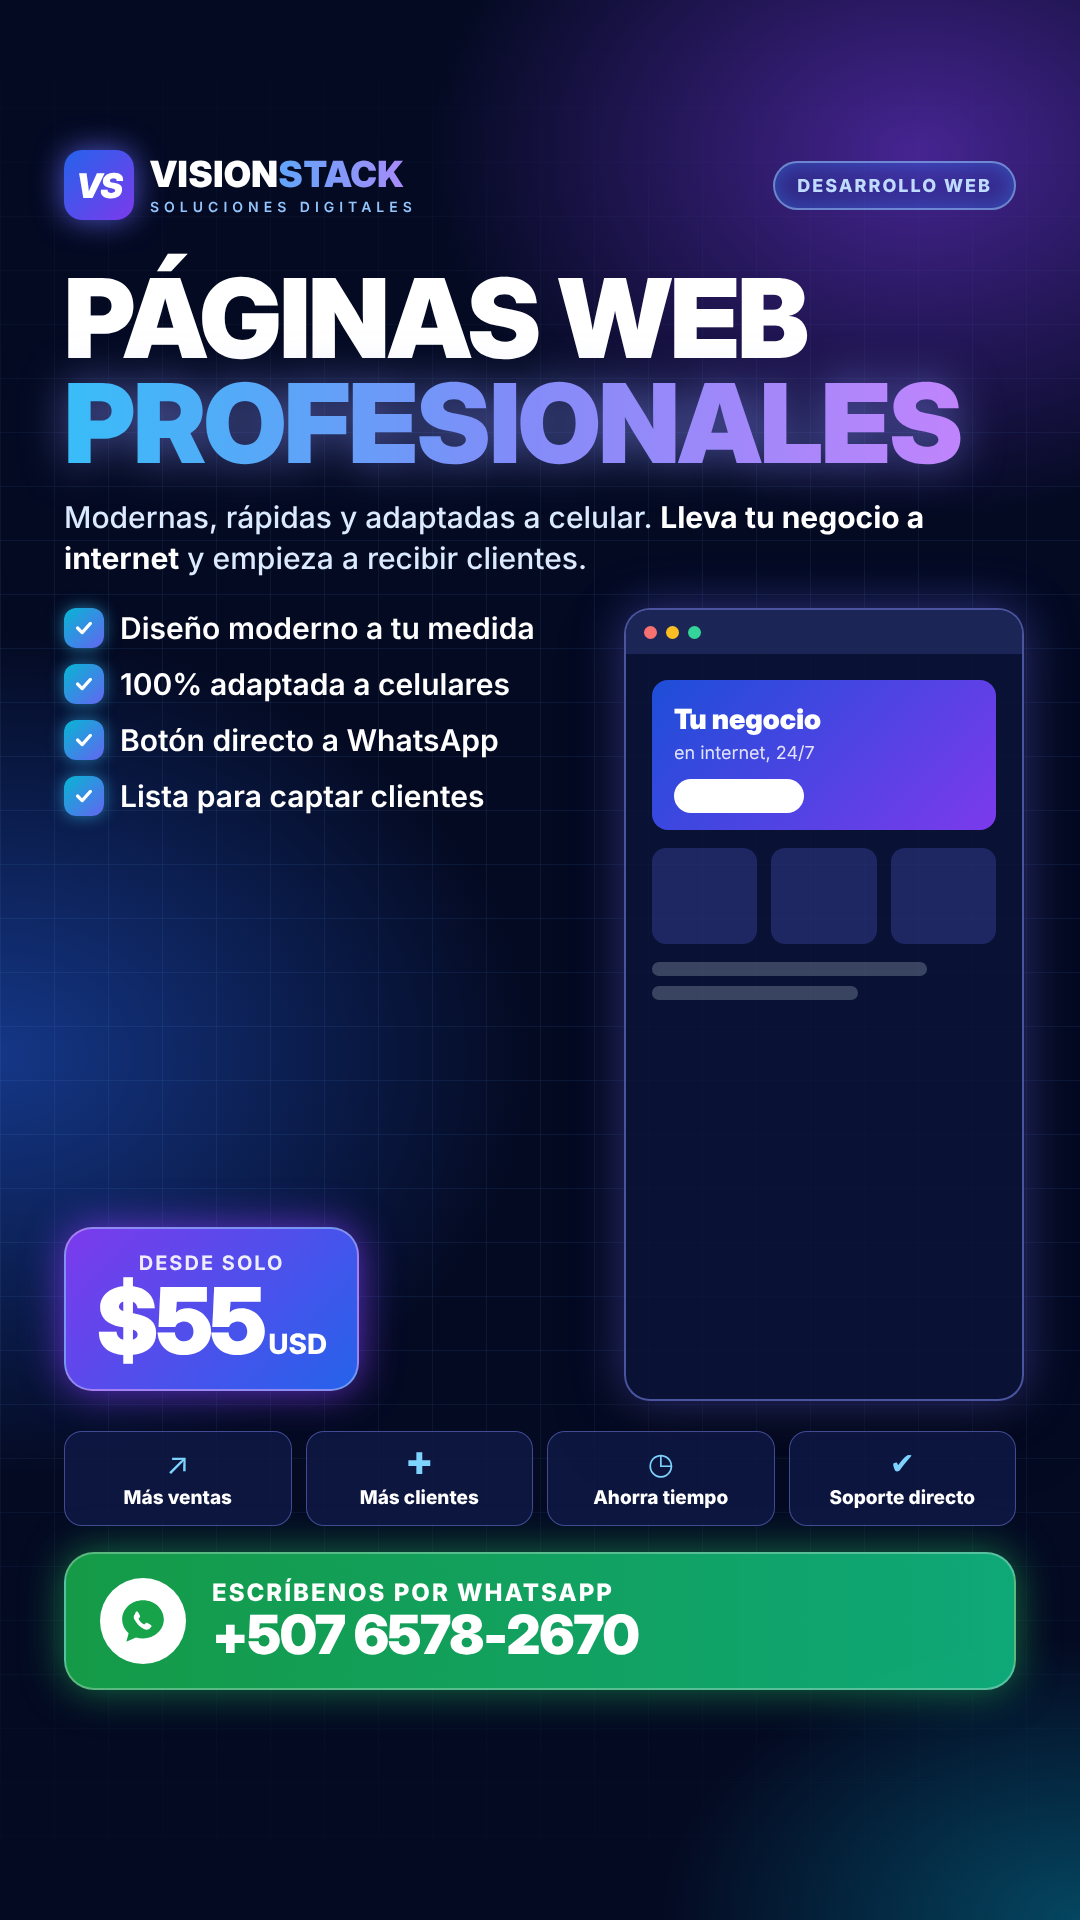 VS
VISIONSTACK
SOLUCIONES DIGITALES
DESARROLLO WEB
PÁGINAS WEB
PROFESIONALES
Modernas, rápidas y adaptadas a celular. Lleva tu negocio a
internet y empieza a recibir clientes.
Diseño moderno a tu medida
100% adaptada a celulares
Botón directo a WhatsApp
Lista para captar clientes
Tu negocio
en internet, 24/7
DESDE SOLO
$55 USD
Más ventas
Más clientes
Ahorra tiempo
Soporte directo
ESCRÍBENOS POR WHATSAPP
+507 6578-2670